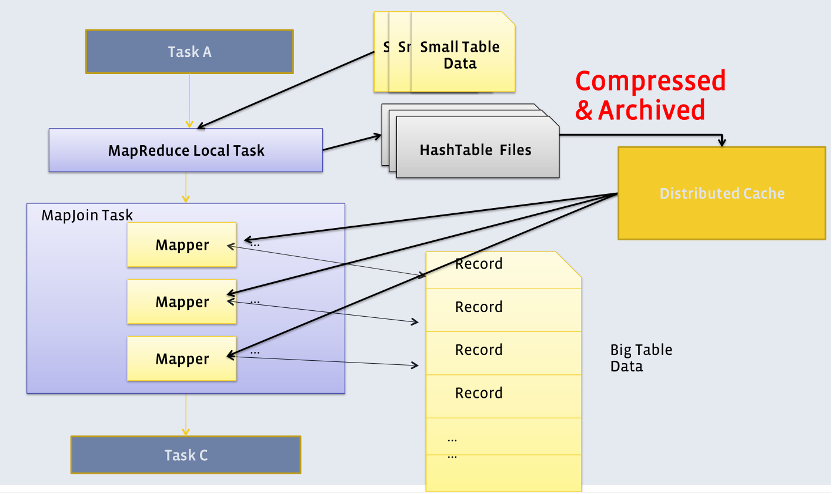 Task A
S
Sr
Small Table
Data
Compressed
& Archived
MapReduce Local Task
HashTable Files
Distributed Cache
MapJoin Task
Mapper
...
Record
Mapper
...
Record
Mapper
...
Record
Big Table
Data
Record
...
...
Task C